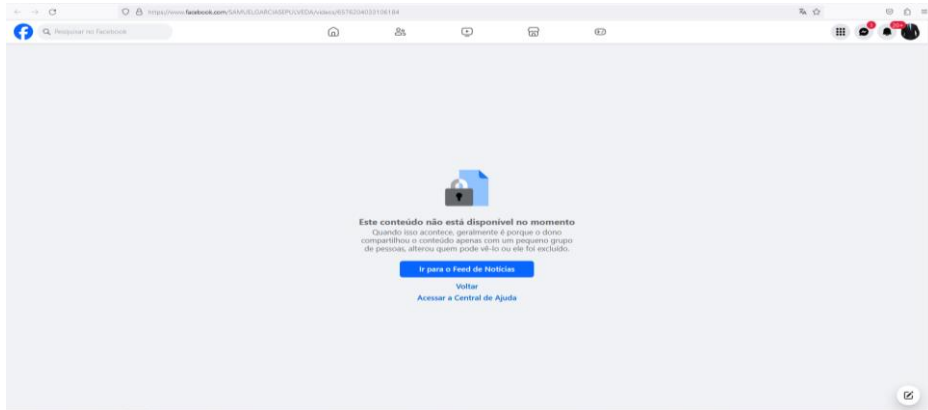 https://www.facebook.com/SAMUELGARCIASEPULVEDA/videos/6576204055106184
Pesquisar no Facebook
20+
Este conteúdo não está disponível no momento
Quando isso acontece, geralmente é porque o dono
compartilhou o conteúdo apenas com um pequeno grupo
de pessoas, alterou quem pode vê-lo ou ele foi excluído.
Ir para o Feed de Notícias
Voltar
Acessar a Central de Ajuda